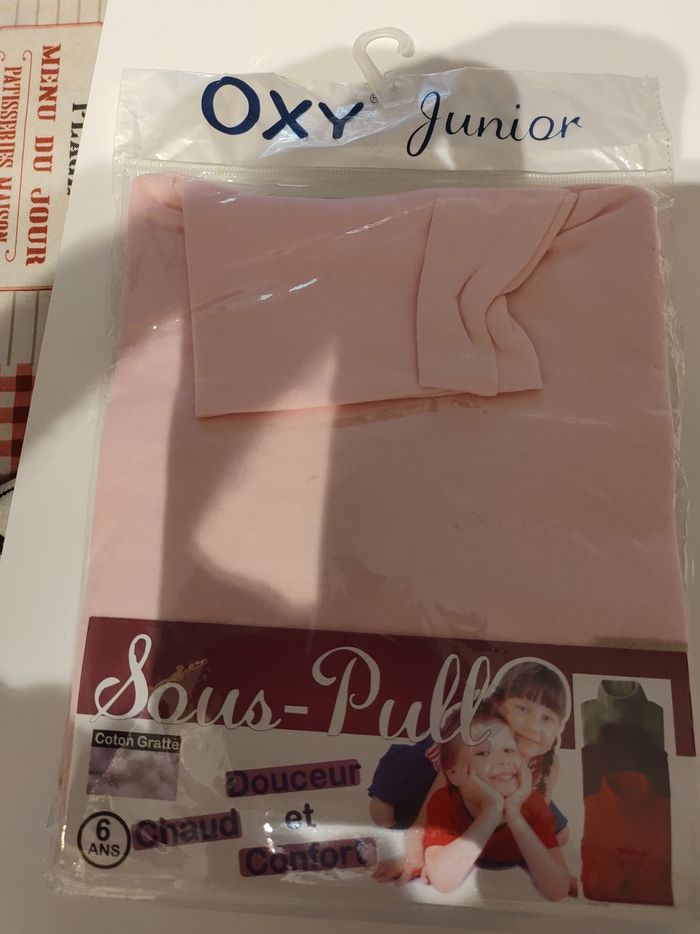 OXY® Junior
Sous-Pull
Coton Gratté
Douceur
6
ANS
Chaud
et
Confort
MENU DU JOUR
PATISSERIES MAISON